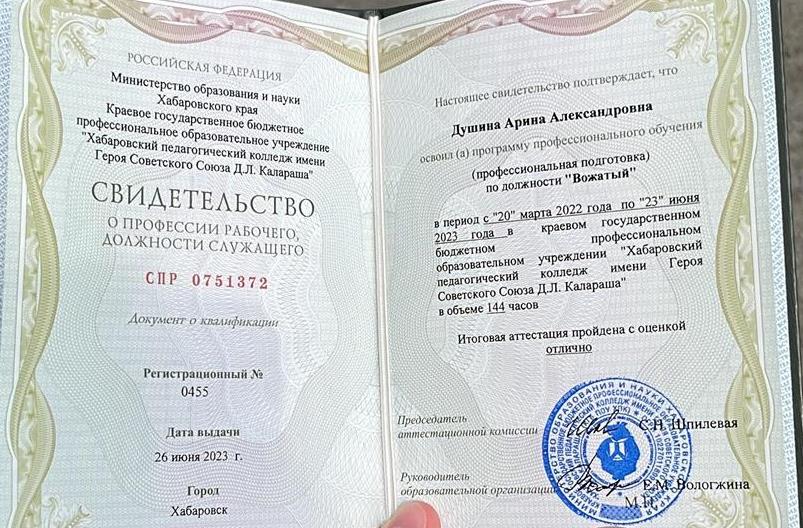 РОССИЙСКАЯ ФЕДЕРАЦИЯ
Министерство образования и науки
Хабаровского края
Краевое государственное бюджетное
профессиональное образовательное учреждение
"Хабаровский педагогический колледж имени
Героя Советского Союза Д.Л. Калараша"
СВИДЕТЕЛЬСТВО
О ПРОФЕССИИ РАБОЧЕГО,
ДОЛЖНОСТИ СЛУЖАЩЕГО
СПР 0751372
Документ о квалификации
Регистрационный №
0455
Дата выдачи
26 июня 2023 г.
Город
Хабаровск
Настоящее свидетельство подтверждает, что
Душина Арина Александровна
освоил (а) программу профессионального обучения
(профессиональная подготовка)
по должности "Вожатый"
в период с "20" марта 2022 года по "23" июня
2023 года в краевом государственном
бюджетном профессиональном
образовательном учреждении "Хабаровский
педагогический колледж имени Героя
Советского Союза Д.Л. Калараша"
в объеме 144 часов
Итоговая аттестация пройдена с оценкой
отлично
Председатель
аттестационной комиссии
С.Н. Шпилевая
Руководитель
образовательной организации
Е.М. Вологжина
М.П.